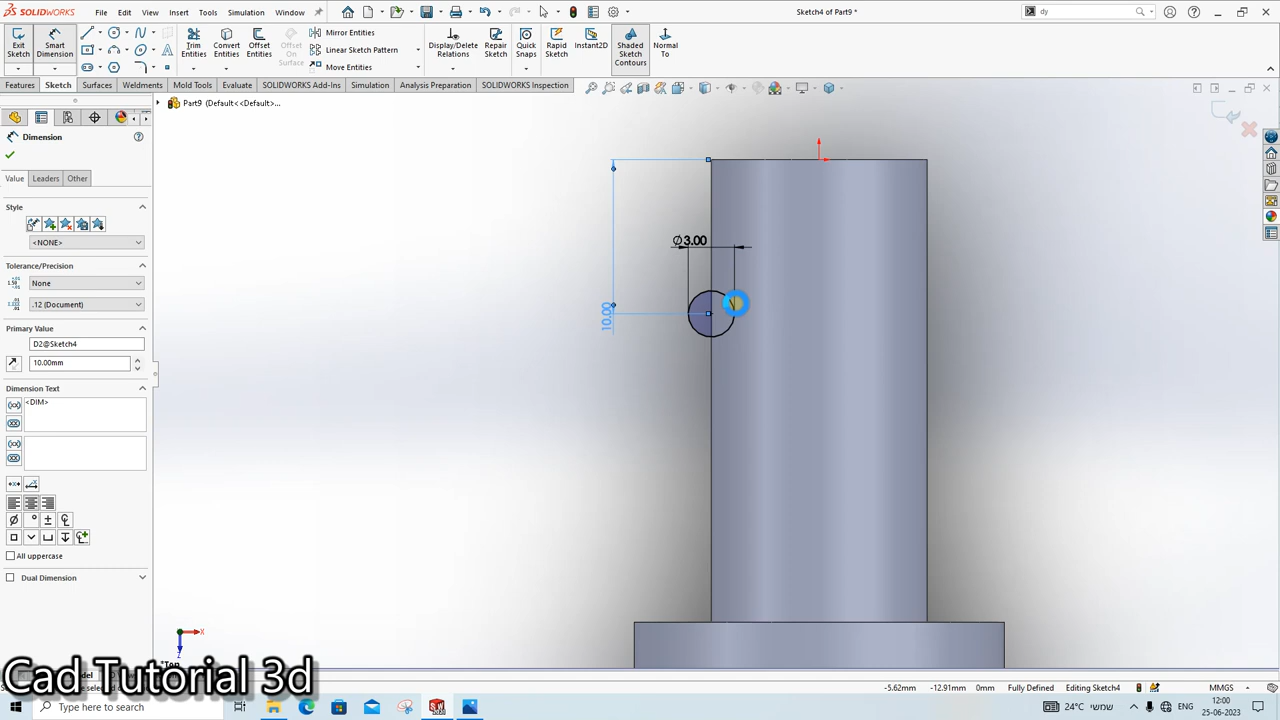 SOLIDWORKS
File Edit View Insert Tools Simulation Window
Sketch4 of Part9 *
dy
Exit Sketch
Smart Dimension
Trim Entities
Convert Entities
Offset Entities
Offset On Surface
Mirror Entities
Linear Sketch Pattern
Move Entities
Display/Delete Relations
Repair Sketch
Quick Snaps
Rapid Sketch
Instant2D
Shaded Sketch Contours
Normal To
Features Sketch Surfaces Weldments Mold Tools Evaluate SOLIDWORKS Add-Ins Simulation Analysis Preparation SOLIDWORKS Inspection
Part9 (Default<<Default>...
Dimension
Value Leaders Other
Style
<NONE>
Tolerance/Precision
None
.12 (Document)
Primary Value
D2@Sketch4
10.00mm
Dimension Text
<DIM>
All uppercase
Dual Dimension
∅3.00
10.00
X
Z
*Top
Cad Tutorial 3d
-5.62mm -12.91mm 0mm Fully Defined Editing Sketch4 MMGS
Type here to search
24°C שמשי
ENG
12:00
25-06-2023